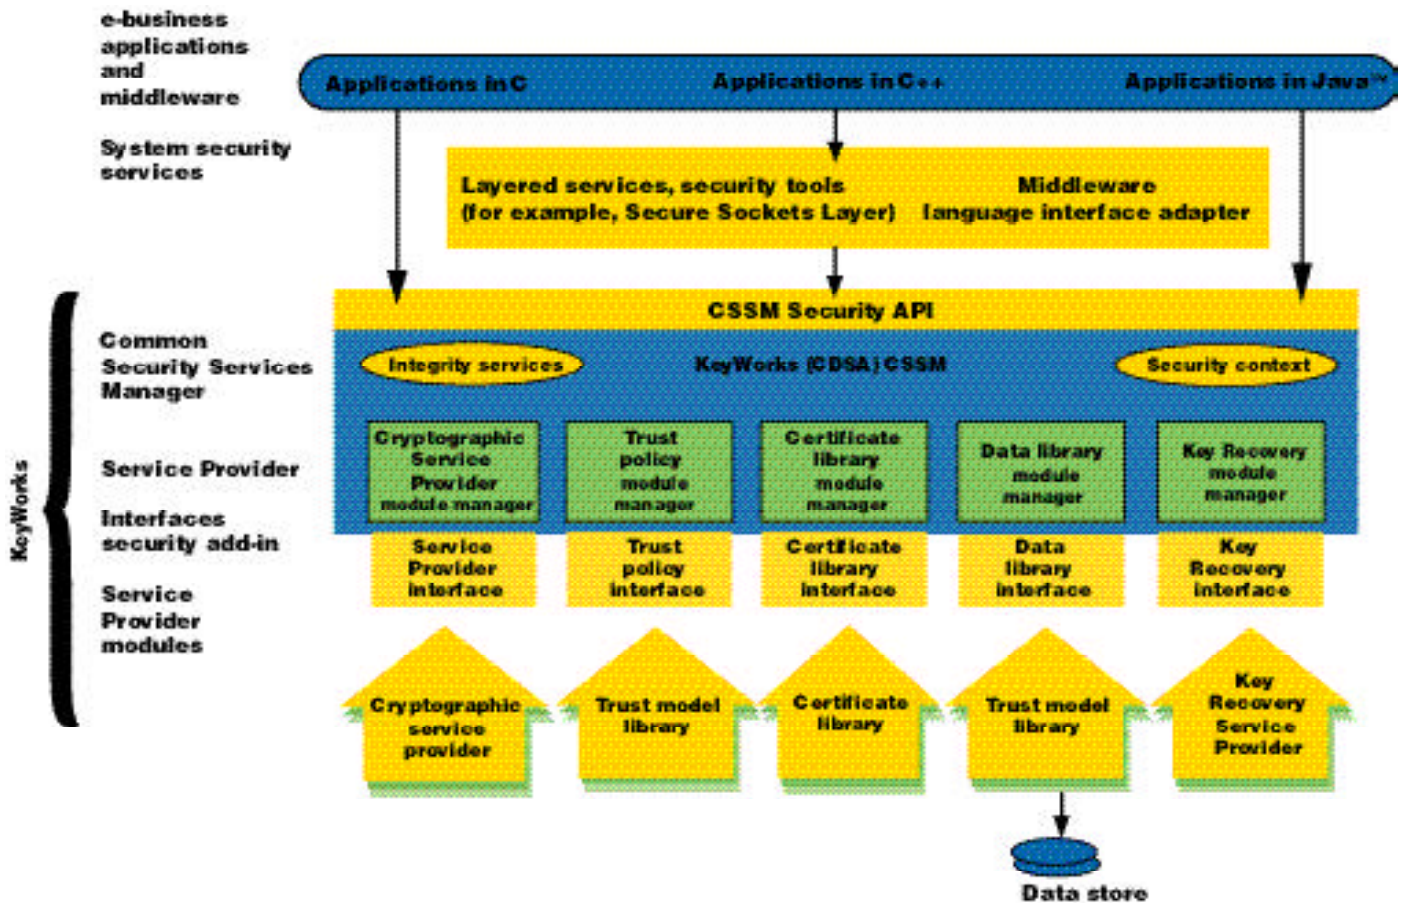 e-business
applications
and
middleware
Applications in C
Applications in C++
Applications in Java™
System security
services
Layered services, security tools
(for example, Secure Sockets Layer)
Middleware
language interface adapter
KeyWorks
Common
Security Services
Manager
CSSM Security API
Integrity services
KeyWorks (CDSA) CSSM
Security context
Service Provider
Cryptographic
Service
Provider
module manager
Trust
policy
module
manager
Certificate
library
module
manager
Data library
module
manager
Key Recovery
module
manager
Interfaces
security add-in
Service
Provider
interface
Trust
policy
interface
Certificate
library
interface
Data
library
interface
Key
Recovery
interface
Service
Provider
modules
Cryptographic
service
provider
Trust model
library
Certificate
library
Trust model
library
Key
Recovery
Service
Provider
Data store